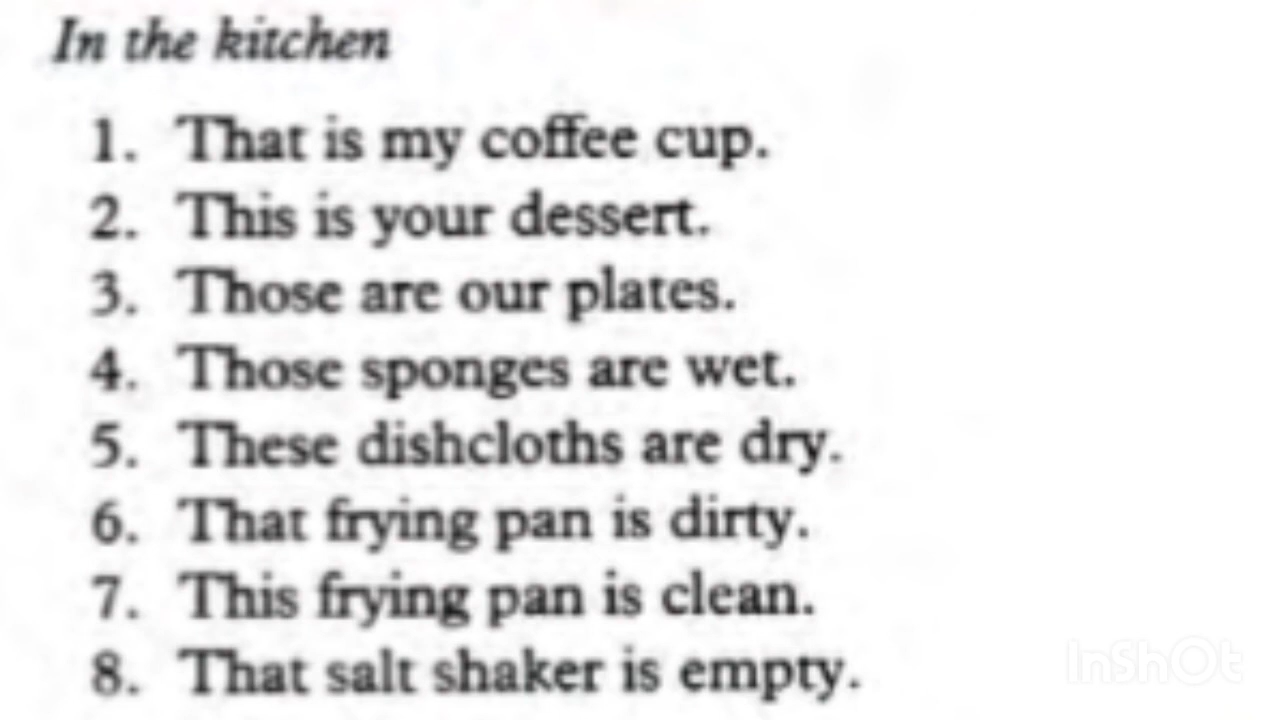 In the kitchen
1. That is my coffee cup.
2. This is your dessert.
3. Those are our plates.
4. Those sponges are wet.
5. These dishcloths are dry.
6. That frying pan is dirty.
7. This frying pan is clean.
8. That salt shaker is empty.
InShOt